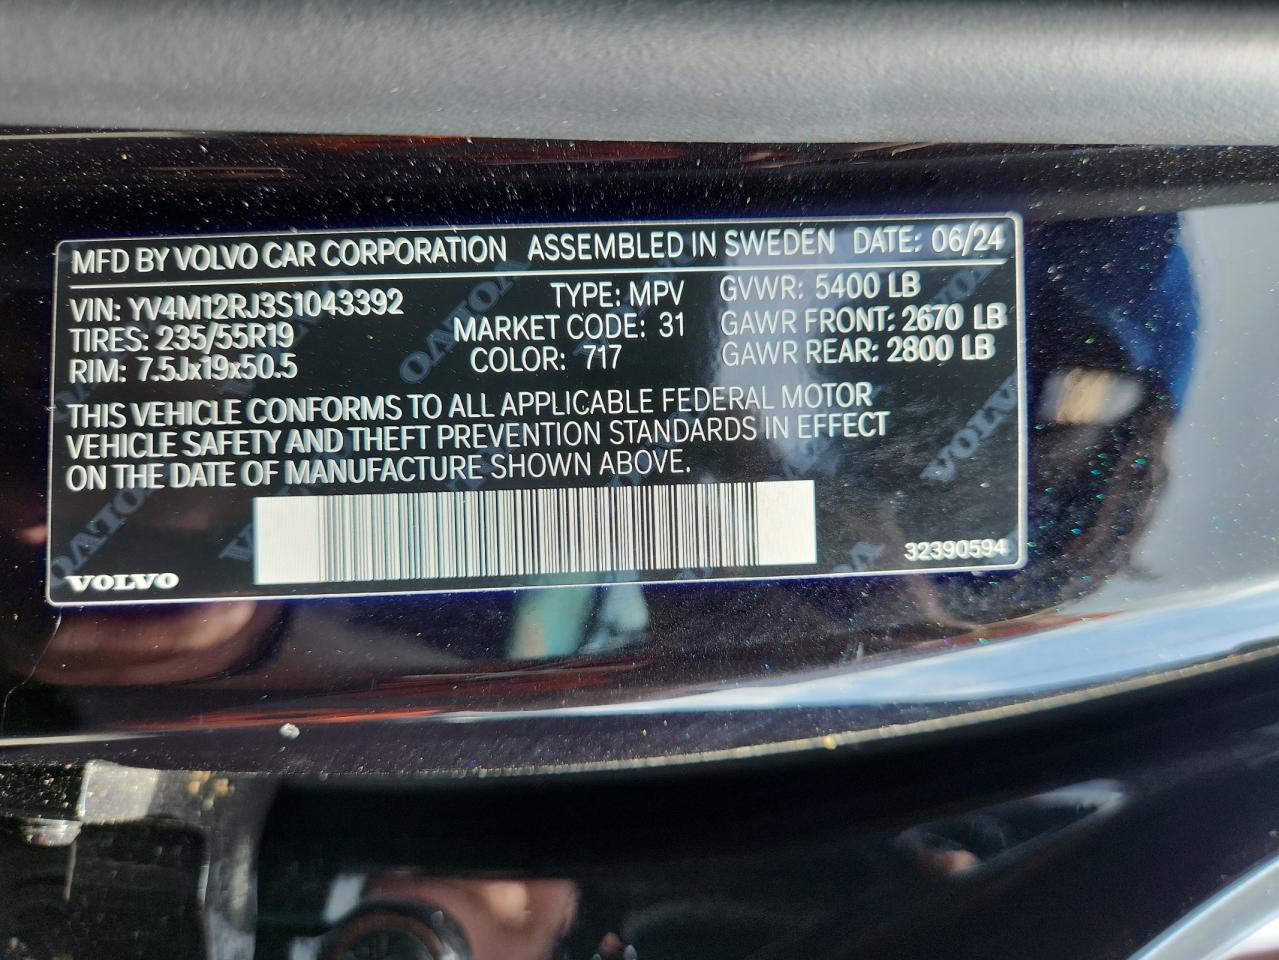 MFD BY VOLVO CAR CORPORATION ASSEMBLED IN SWEDEN DATE: 06/24
VIN: YV4M12RJ3S1043392 TYPE: MPV GVWR: 5400 LB
TIRES: 235/55R19 MARKET CODE: 31 GAWR FRONT: 2670 LB
RIM: 7.5Jx19x50.5 COLOR: 717 GAWR REAR: 2800 LB
THIS VEHICLE CONFORMS TO ALL APPLICABLE FEDERAL MOTOR
VEHICLE SAFETY AND THEFT PREVENTION STANDARDS IN EFFECT
ON THE DATE OF MANUFACTURE SHOWN ABOVE.
VOLVO 32390594